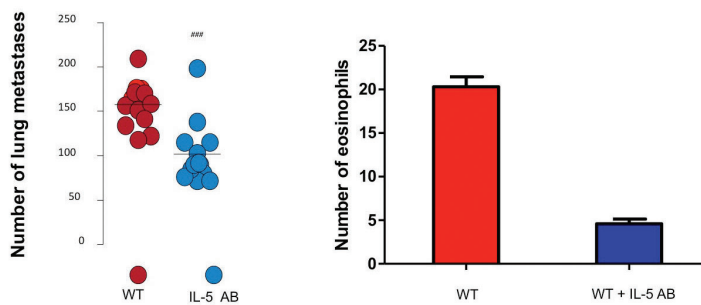 Number of lung metastases
250
200
150
100
50
0
###
WT
IL-5 AB
Number of eosinophils
25
20
15
10
5
0
WT
WT + IL-5 AB